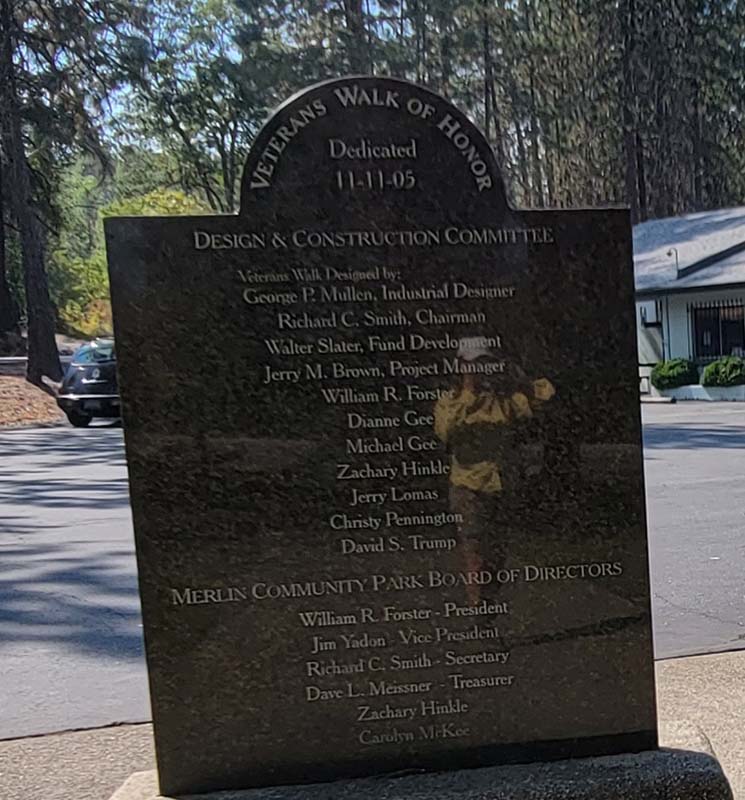 VETERANS WALK OF HONOR
Dedicated
11-11-05
DESIGN & CONSTRUCTION COMMITTEE
Veterans Walk Designed by:
George P. Mullen, Industrial Designer
Richard C. Smith, Chairman
Walter Slater, Fund Development
Jerry M. Brown, Project Manager
William R. Forster
Dianne Gee
Michael Gee
Zachary Hinkle
Jerry Lomas
Christy Pennington
David S. Trump
MERLIN COMMUNITY PARK BOARD OF DIRECTORS
William R. Forster - President
Jim Yadon - Vice President
Richard C. Smith - Secretary
Dave L. Meissner - Treasurer
Zachary Hinkle
Carolyn McKee